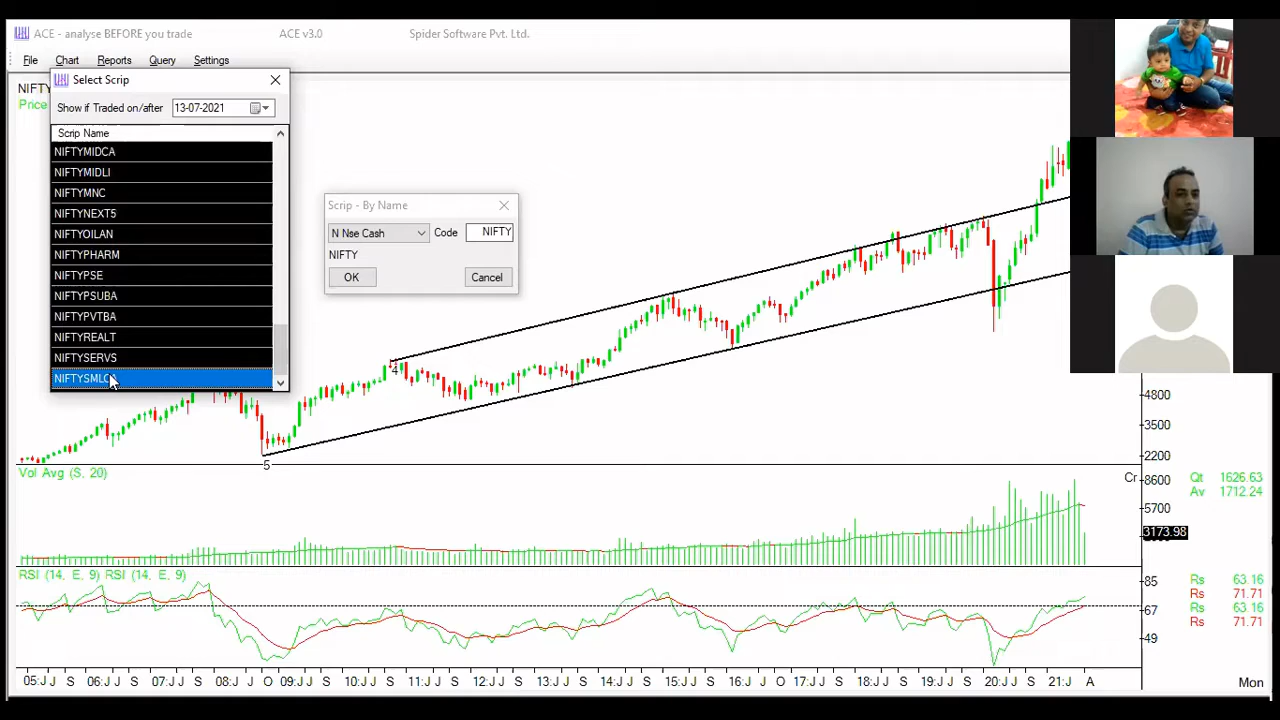 ACE - analyse BEFORE you trade ACE v3.0 Spider Software Pvt. Ltd.
File Chart Reports Query Settings
NIFTY
Price
Select Scrip
Show if Traded on/after 13-07-2021
Scrip Name
NIFTYMIDCA
NIFTYMIDLI
NIFTYMNC
NIFTYNEXT5
NIFTYOILAN
NIFTYPHARM
NIFTYPSE
NIFTYPSUBA
NIFTYPVTBA
NIFTYREALT
NIFTYSERVS
NIFTYSMLCA
Scrip - By Name
N Nse Cash Code NIFTY
NIFTY
OK Cancel
4
5
4800
3500
2200
Vol Avg (S, 20)
Cr 8600
5700
3173.98
Qt 1626.63
Av 1712.24
RSI (14, E, 9) RSI (14, E, 9)
85
67
49
Rs 63.16
Rs 71.71
Rs 63.16
Rs 71.71
05:J J S 06:J J S 07:J J S 08:J J O 09:J J S 10:J J S 11:J J S 12:J J S 13:J J S 14:J J S 15:J J S 16:J J O 17:J J S 18:J J S 19:J J S 20:J J S 21:J A Mon